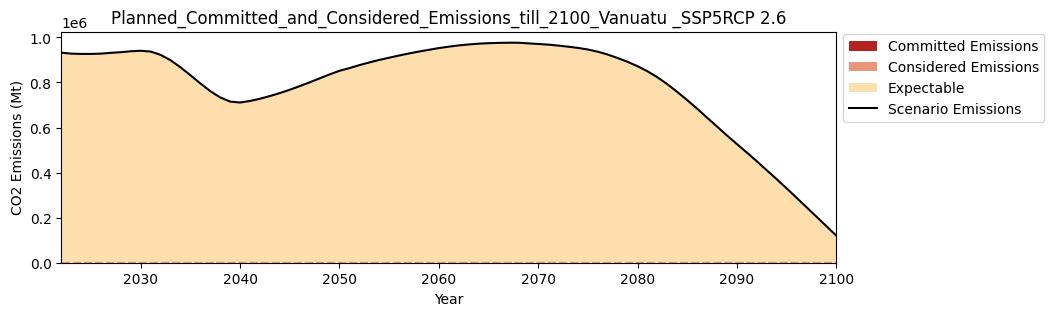 Planned_Committed_and_Considered_Emissions_till_2100_Vanuatu _SSP5RCP 2.6
1e6
1.0
0.8
0.6
0.4
0.2
0.0
CO2 Emissions (Mt)
2030 2040 2050 2060 2070 2080 2090 2100
Year
Committed Emissions
Considered Emissions
Expectable
Scenario Emissions